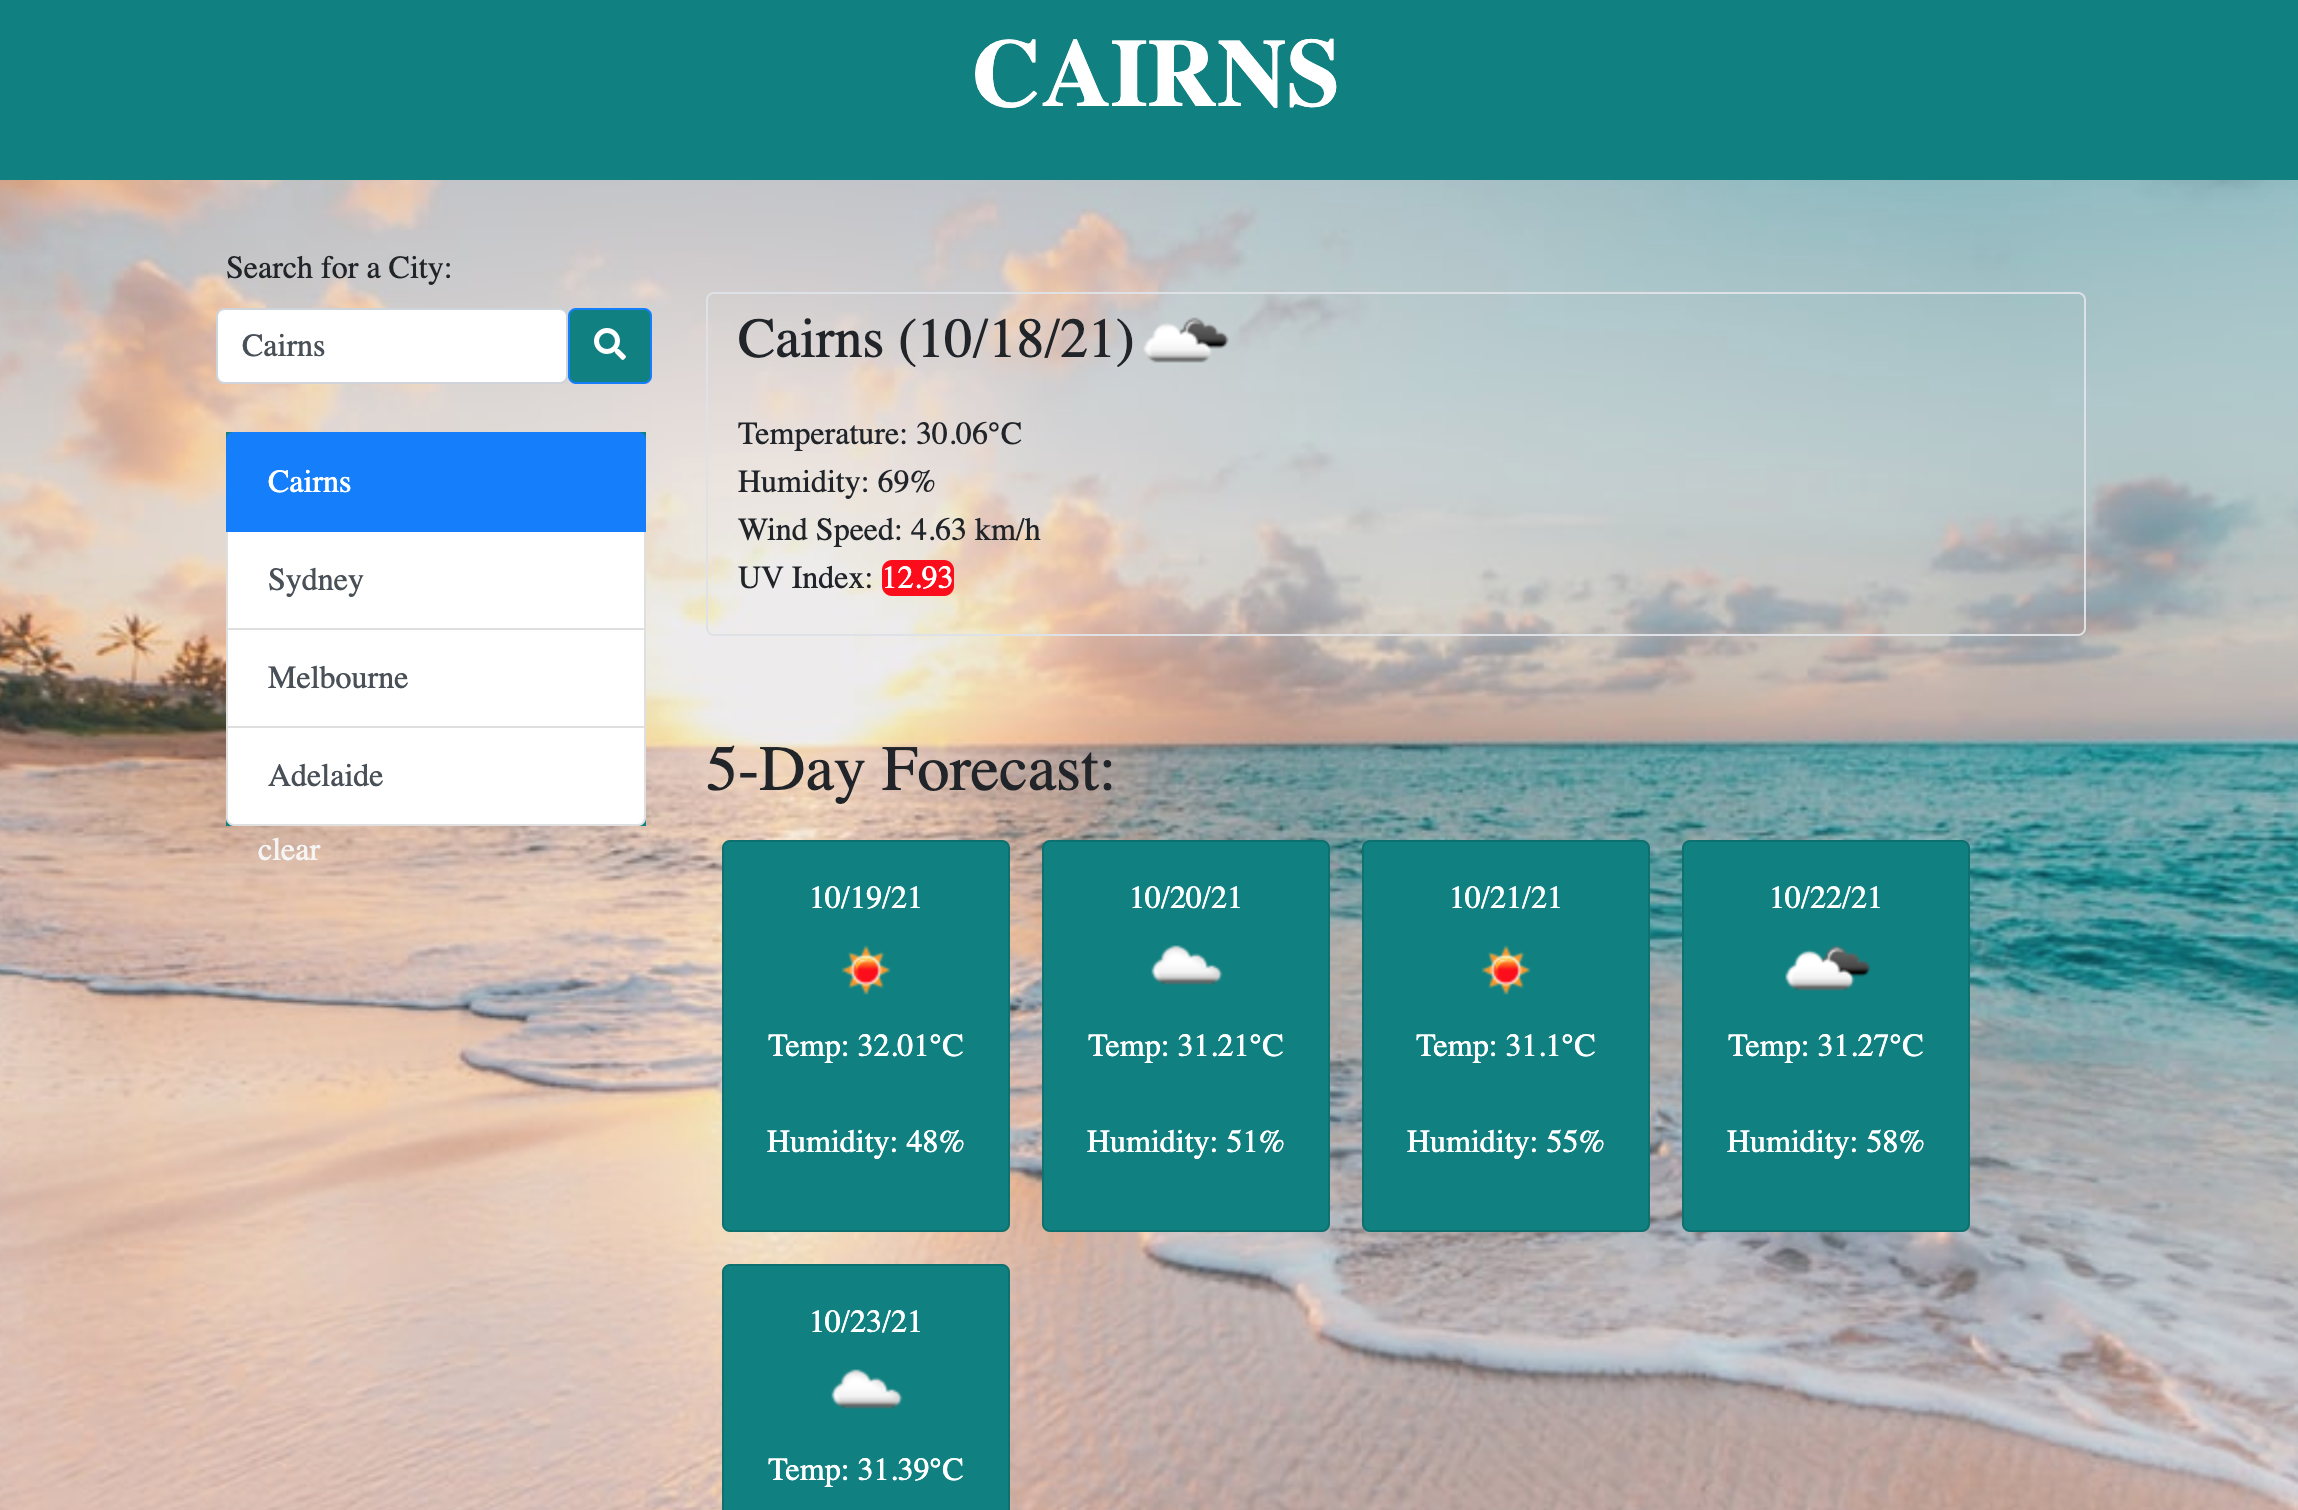 CAIRNS
Search for a City:
Cairns
Cairns
Sydney
Melbourne
Adelaide
clear
Cairns (10/18/21)
Temperature: 30.06°C
Humidity: 69%
Wind Speed: 4.63 km/h
UV Index: 12.93
5-Day Forecast:
10/19/21
Temp: 32.01°C
Humidity: 48%
10/20/21
Temp: 31.21°C
Humidity: 51%
10/21/21
Temp: 31.1°C
Humidity: 55%
10/22/21
Temp: 31.27°C
Humidity: 58%
10/23/21
Temp: 31.39°C